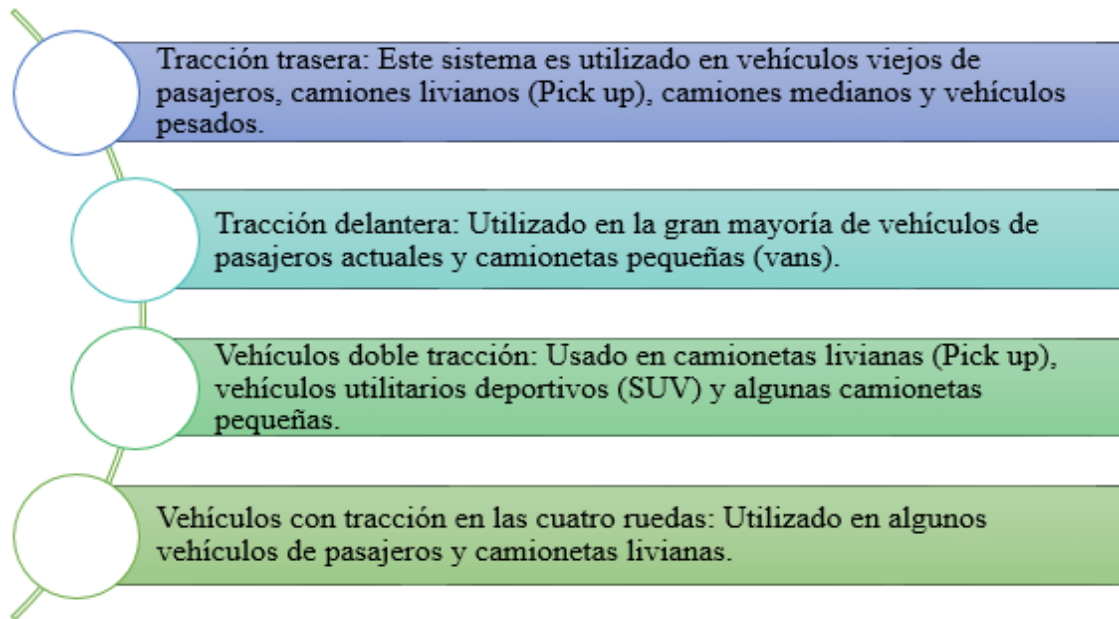 Tracción trasera: Este sistema es utilizado en vehículos viejos de
pasajeros, camiones livianos (Pick up), camiones medianos y vehículos
pesados.
Tracción delantera: Utilizado en la gran mayoría de vehículos de
pasajeros actuales y camionetas pequeñas (vans).
Vehículos doble tracción: Usado en camionetas livianas (Pick up),
vehículos utilitarios deportivos (SUV) y algunas camionetas
pequeñas.
Vehículos con tracción en las cuatro ruedas: Utilizado en algunos
vehículos de pasajeros y camionetas livianas.